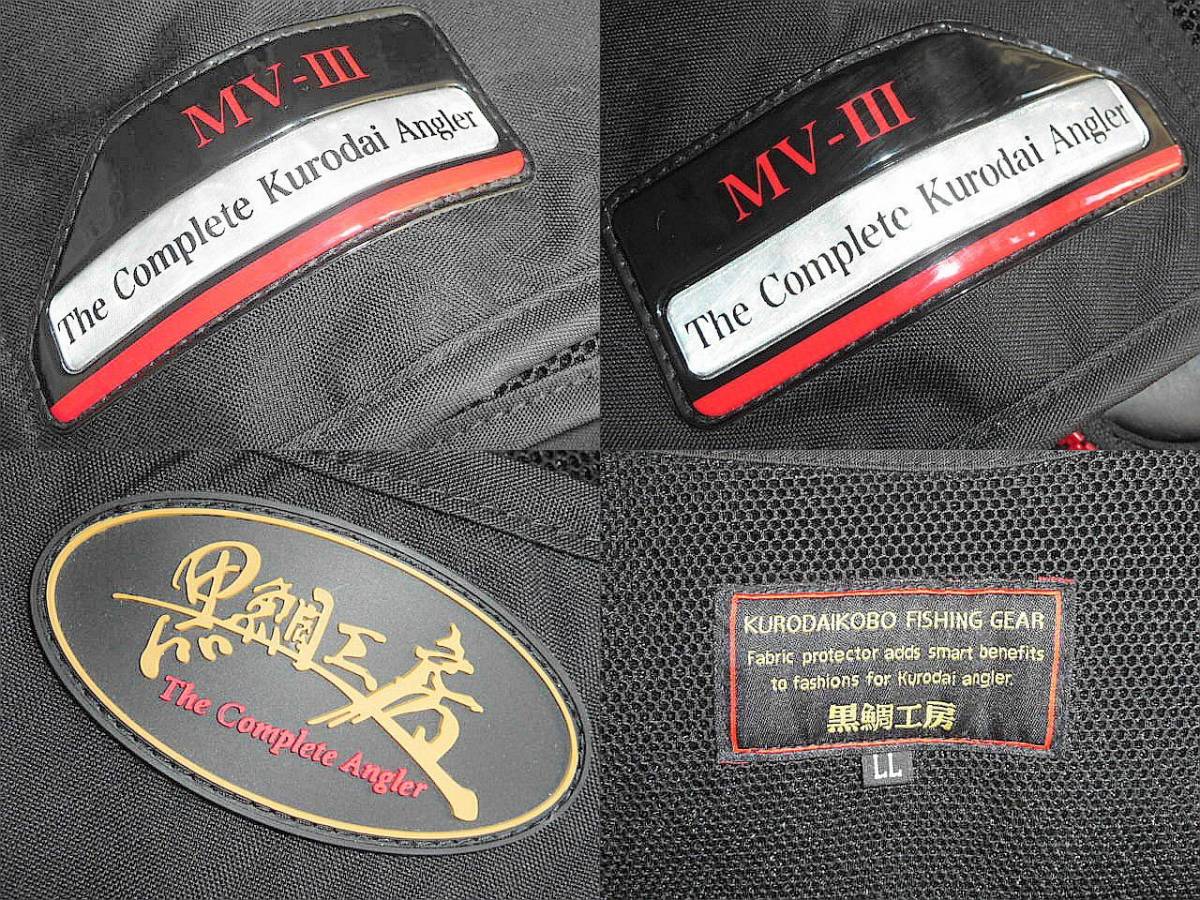 MV-III
The Complete Kurodai Angler
MV-III
The Complete Kurodai Angler
黒鯛工房
The Complete Angler
KURODAIKOBO FISHING GEAR
Fabric protector adds smart benefits
to fashions for Kurodai angler.
黒鯛工房
LL